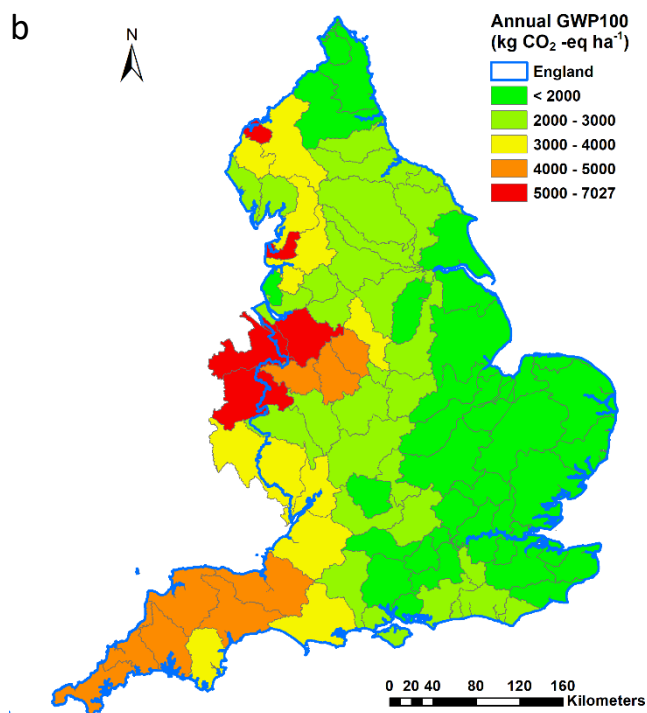 b
N
Annual GWP100
(kg CO₂ -eq ha⁻¹)
England
< 2000
2000 - 3000
3000 - 4000
4000 - 5000
5000 - 7027
0 20 40 80 120 160
Kilometers